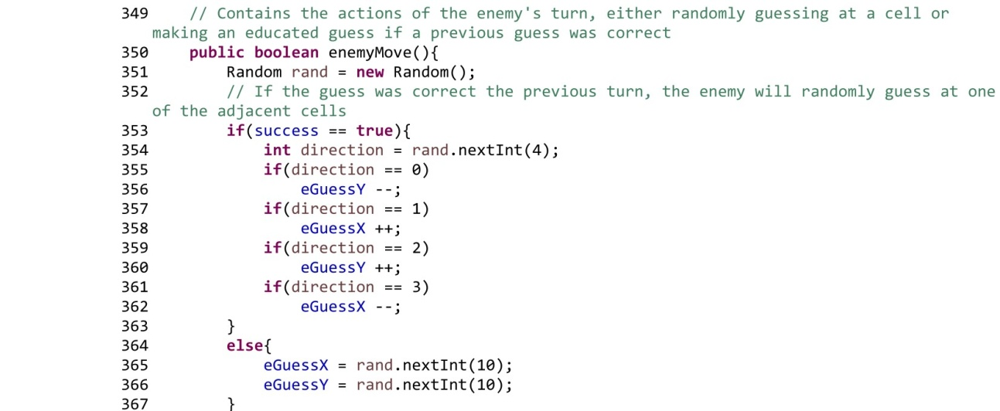 349     // Contains the actions of the enemy's turn, either randomly guessing at a cell or
making an educated guess if a previous guess was correct
350     public boolean enemyMove(){
351         Random rand = new Random();
352         // If the guess was correct the previous turn, the enemy will randomly guess at one
of the adjacent cells
353         if(success == true){
354             int direction = rand.nextInt(4);
355             if(direction == 0)
356                 eGuessY --;
357             if(direction == 1)
358                 eGuessX ++;
359             if(direction == 2)
360                 eGuessY ++;
361             if(direction == 3)
362                 eGuessX --;
363         }
364         else{
365             eGuessX = rand.nextInt(10);
366             eGuessY = rand.nextInt(10);
367         }